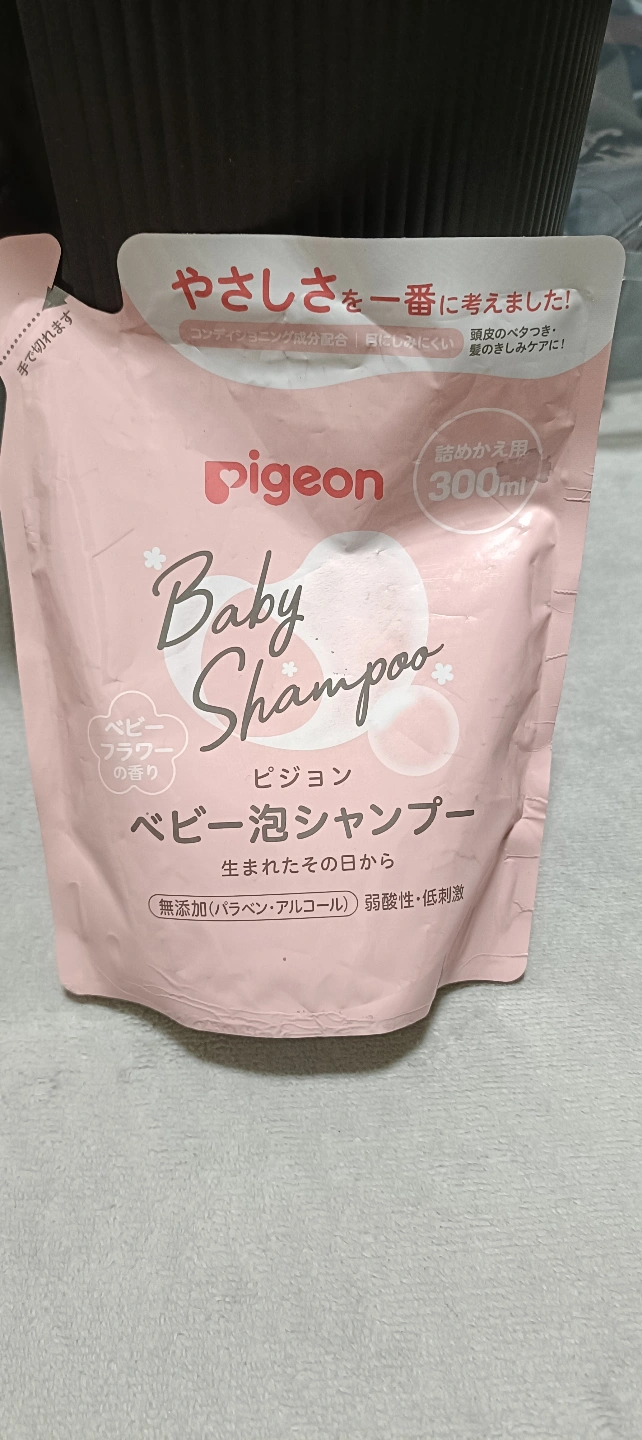 やさしさを一番に考えました!
コンディショニング成分配合 | 目にしみにくい
頭皮のベタつき・
髪のきしみケアに!
手で切れます
pigeon
詰めかえ用
300ml
Baby
Shampoo
ベビー
フラワー
の香り
ピジョン
ベビー泡シャンプー
生まれたその日から
無添加(パラベン・アルコール) 弱酸性・低刺激